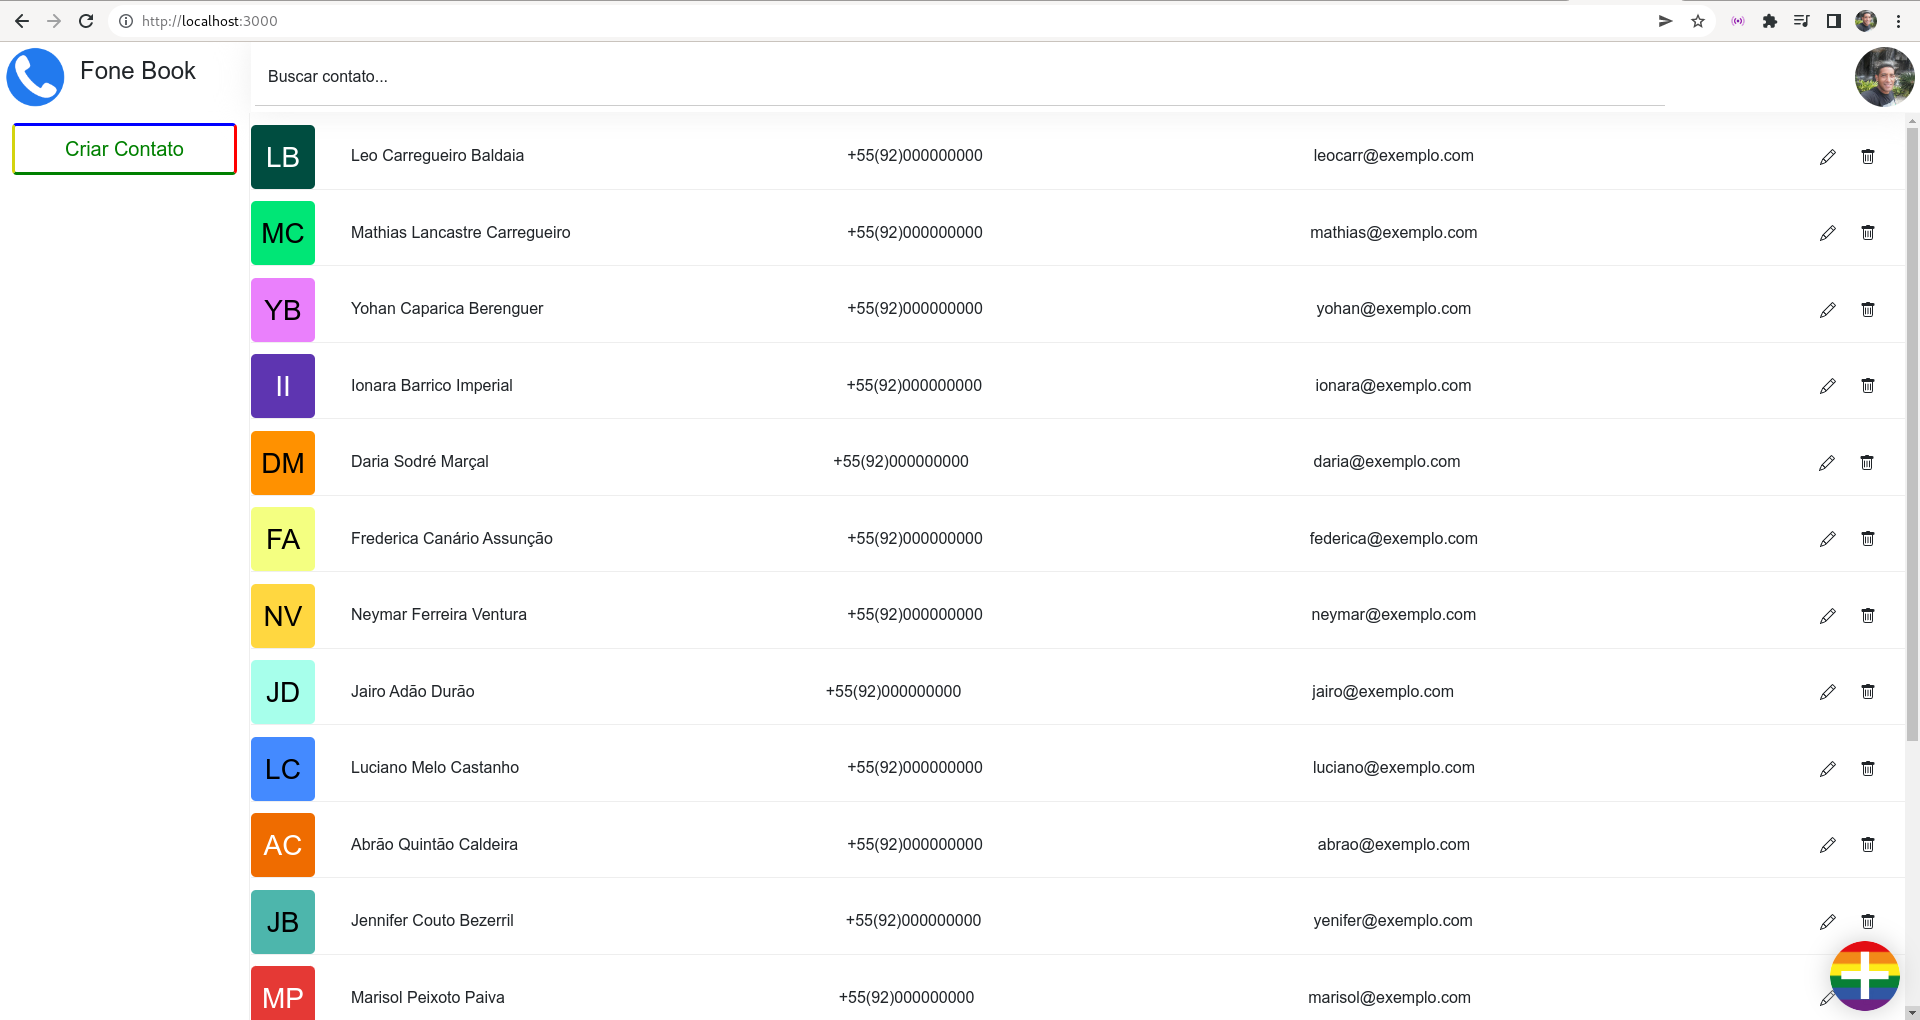 http://localhost:3000
Fone Book
Buscar contato...
Criar Contato
LB Leo Carregueiro Baldaia +55(92)000000000 leocarr@exemplo.com
MC Mathias Lancastre Carregueiro +55(92)000000000 mathias@exemplo.com
YB Yohan Caparica Berenguer +55(92)000000000 yohan@exemplo.com
II Ionara Barrico Imperial +55(92)000000000 ionara@exemplo.com
DM Daria Sodré Marçal +55(92)000000000 daria@exemplo.com
FA Frederica Canário Assunção +55(92)000000000 federica@exemplo.com
NV Neymar Ferreira Ventura +55(92)000000000 neymar@exemplo.com
JD Jairo Adão Durão +55(92)000000000 jairo@exemplo.com
LC Luciano Melo Castanho +55(92)000000000 luciano@exemplo.com
AC Abrão Quintão Caldeira +55(92)000000000 abrao@exemplo.com
JB Jennifer Couto Bezerril +55(92)000000000 yenifer@exemplo.com
MP Marisol Peixoto Paiva +55(92)000000000 marisol@exemplo.com